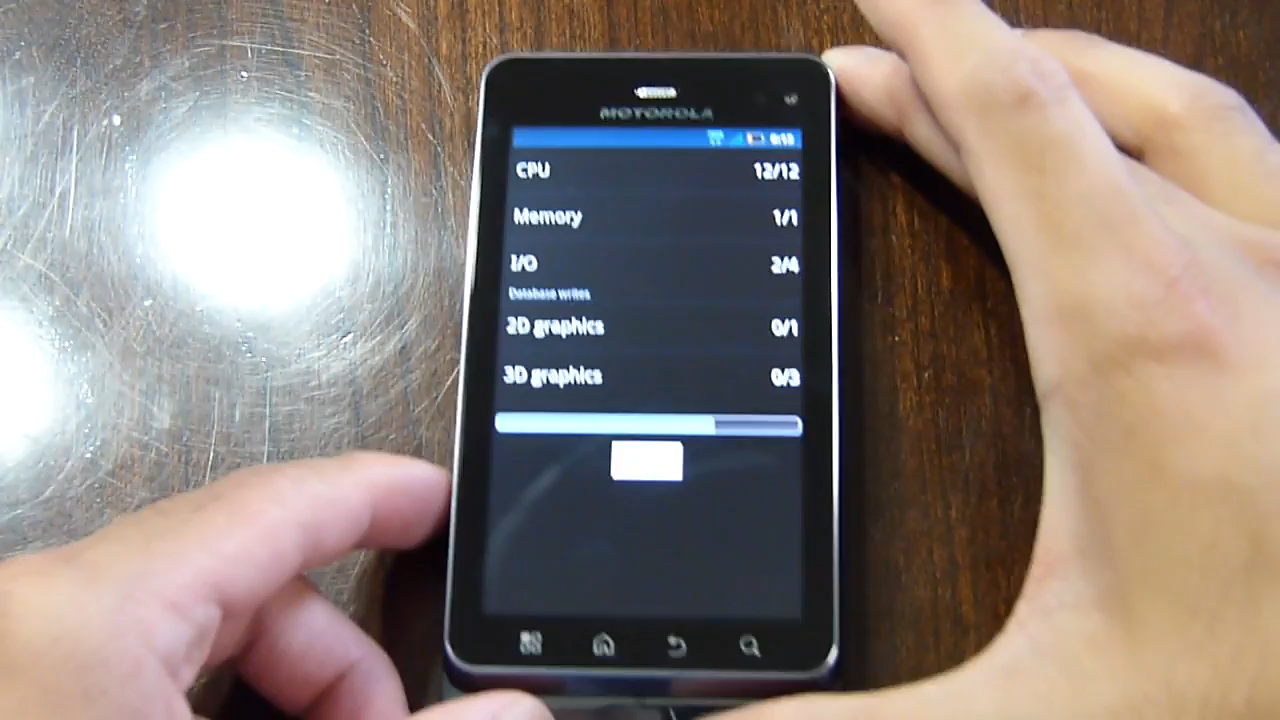 MOTOROLA
CPU 12/12
Memory 1/1
I/O 2/4
Database writes
2D graphics 0/1
3D graphics 0/3